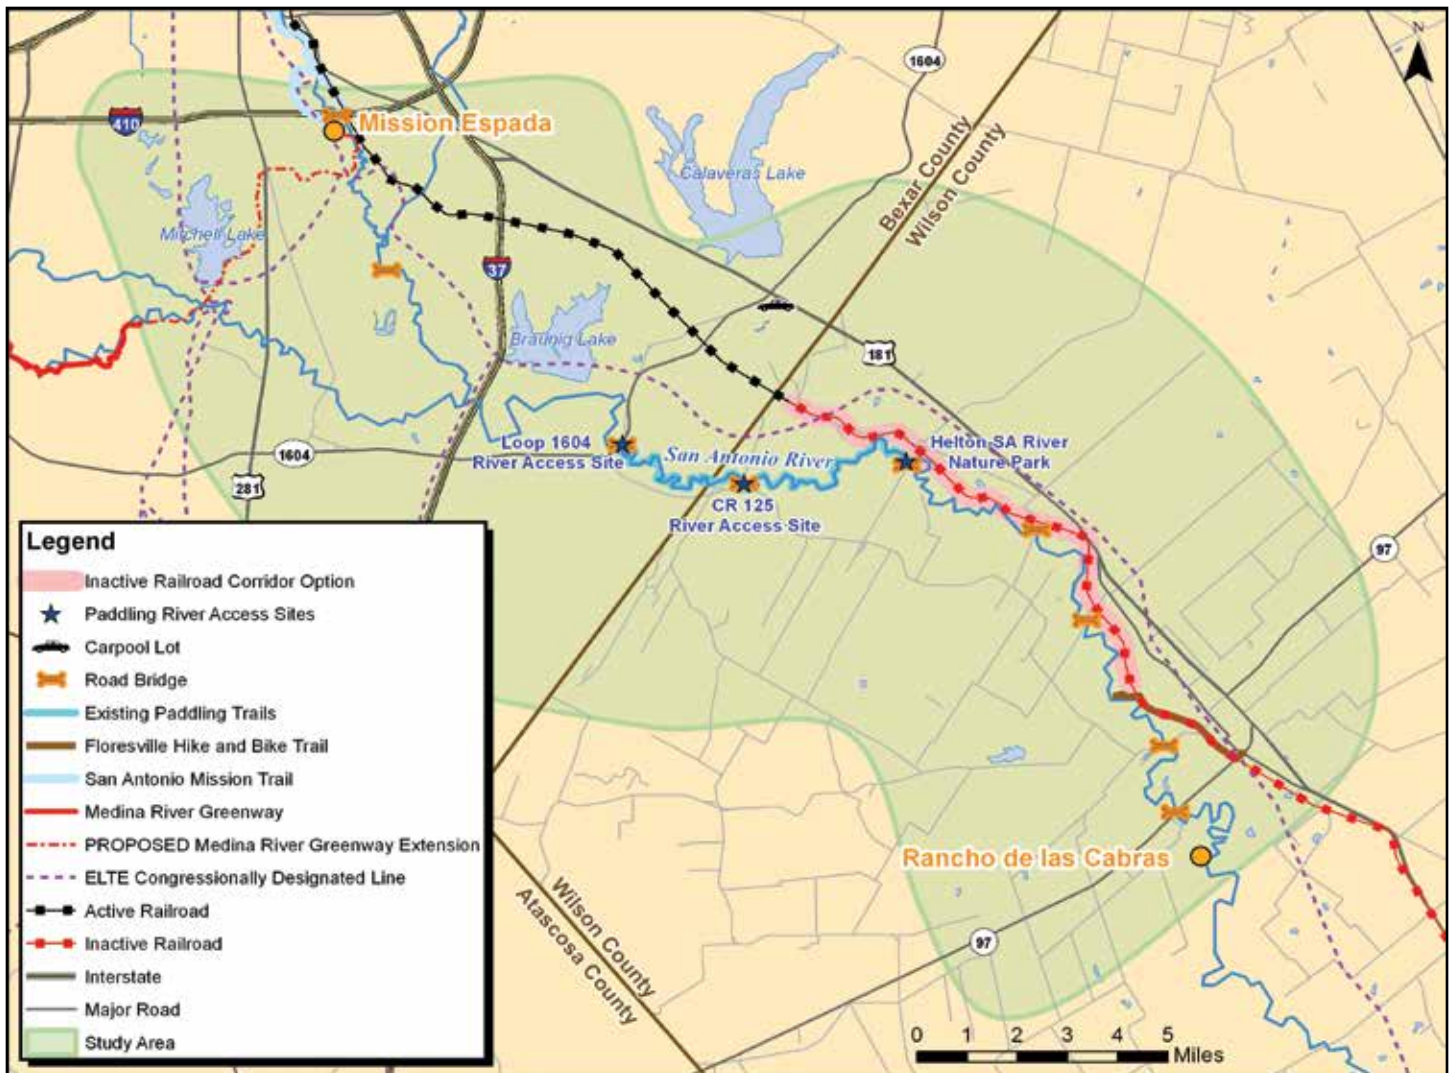 N
1604
410
Mission Espada
Calaveras Lake
Bexar County
Wilson County
Mitchell Lake
37
Braunig Lake
181
Loop 1604
River Access Site
San Antonio River
Helton-SA River
Nature Park
1604
281
CR 125
River Access Site
97
Legend
Inactive Railroad Corridor Option
Paddling River Access Sites
Carpool Lot
Road Bridge
Existing Paddling Trails
Floresville Hike and Bike Trail
San Antonio Mission Trail
Medina River Greenway
PROPOSED Medina River Greenway Extension
ELTE Congressionally Designated Line
Active Railroad
Inactive Railroad
Interstate
Major Road
Study Area
Rancho de las Cabras
Wilson County
Atascosa County
97
0 1 2 3 4 5
Miles